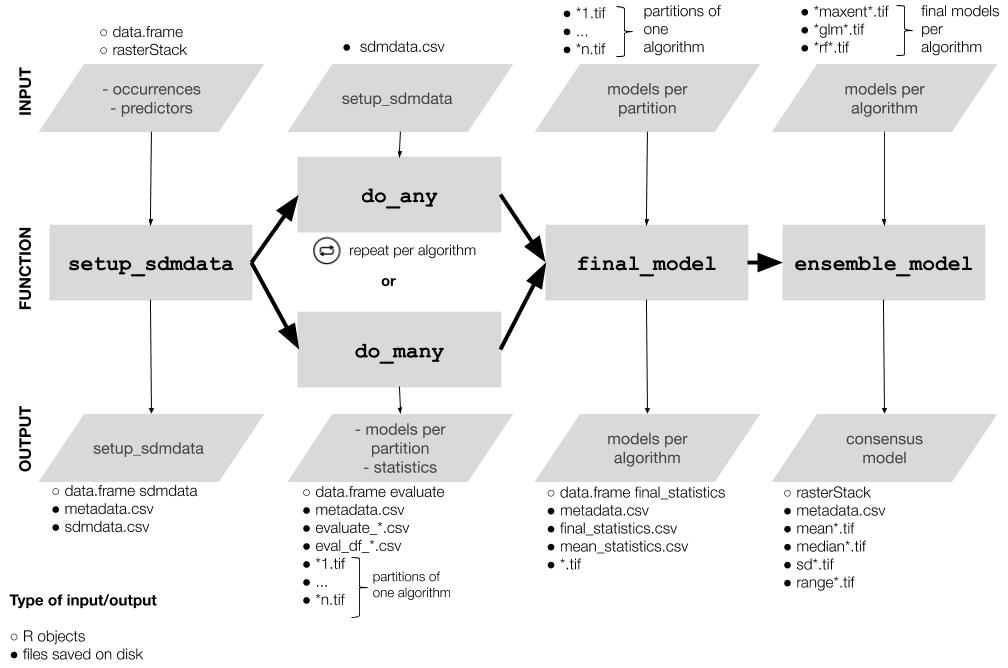 ○ data.frame
○ rasterStack
● sdmdata.csv
● *1.tif
● ...
● *n.tif
partitions of
one
algorithm
● *maxent*.tif
● *glm*.tif
● *rf*.tif
final models
per
algorithm
INPUT
- occurrences
- predictors
setup_sdmdata
models per
partition
models per
algorithm
FUNCTION
setup_sdmdata
do_any
repeat per algorithm
or
do_many
final_model
ensemble_model
OUTPUT
setup_sdmdata
- models per
partition
- statistics
models per
algorithm
consensus
model
○ data.frame sdmdata
● metadata.csv
● sdmdata.csv
○ data.frame evaluate
● metadata.csv
● evaluate_*.csv
● eval_df_*.csv
● *1.tif
● ...
● *n.tif
partitions of
one algorithm
○ data.frame final_statistics
● metadata.csv
● final_statistics.csv
● mean_statistics.csv
● *.tif
○ rasterStack
● metadata.csv
● mean*.tif
● median*.tif
● sd*.tif
● range*.tif
Type of input/output
○ R objects
● files saved on disk